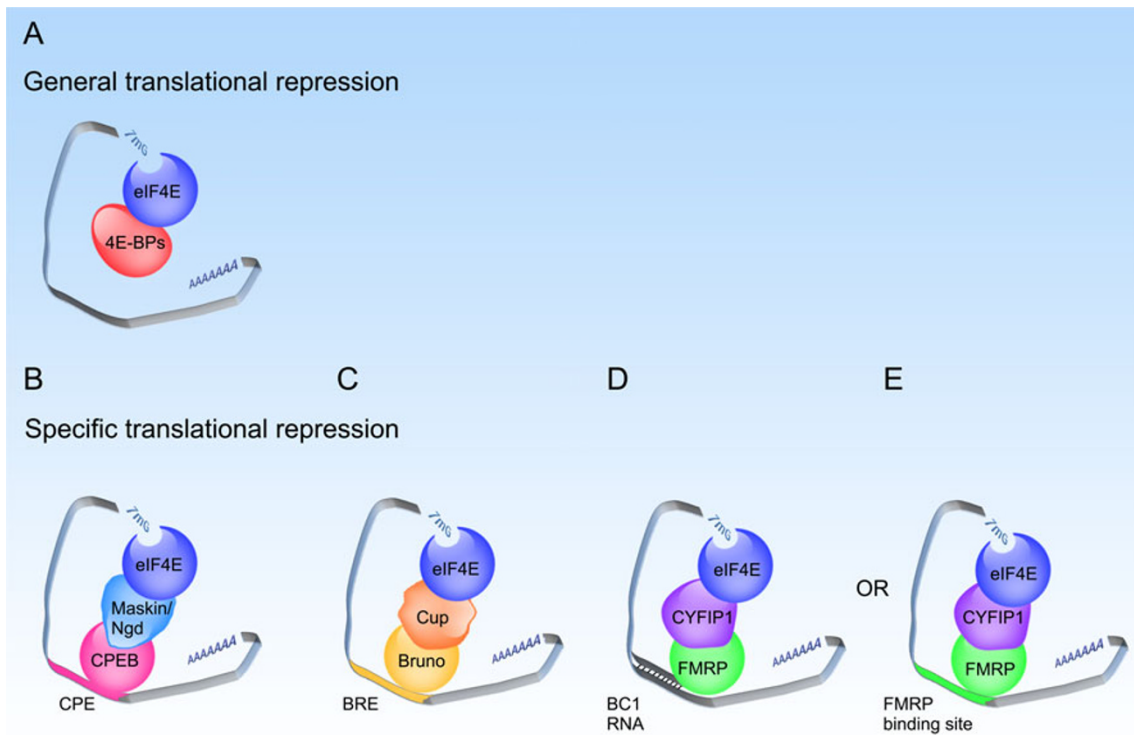 A
General translational repression
7mG
eIF4E
4E-BPs
AAAAAAA
B
C
D
E
Specific translational repression
7mG
eIF4E
Maskin/
Ngd
CPEB
AAAAAAA
CPE
7mG
eIF4E
Cup
Bruno
AAAAAAA
BRE
7mG
eIF4E
CYFIP1
FMRP
AAAAAAA
BC1
RNA
OR
7mG
eIF4E
CYFIP1
FMRP
AAAAAAA
FMRP
binding site